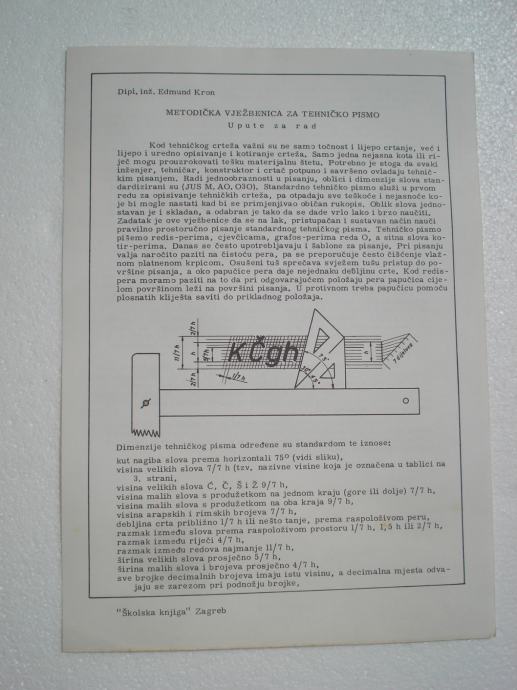 Dipl. inž. Edmund Kron
METODIČKA VJEŽBENICA ZA TEHNIČKO PISMO
Upute za rad
Kod tehničkog crteža važni su ne samo točnost i lijepo crtanje, već i
lijepo i uredno opisivanje i kotiranje crteža. Samo jedna nejasna kota ili ri-
ječ mogu prouzrokovati tešku materijalnu štetu. Potrebno je stoga da svaki
inženjer, tehničar, konstruktor i crtač potpuno i savršeno ovladaju tehnič-
kim pisanjem. Radi jednoobraznosti u pisanju, oblici i dimenzije slova stan-
dardizirani su (JUS M. AO. 030). Standardno tehničko pismo služi u prvom
redu za opisivanje tehničkih crteža, pa otpadaju sve teškoće i nejasnoće ko-
je bi mogle nastati kad bi se primjenjivao običan rukopis. Oblik slova jedno-
stavan je i skladan, a odabran je tako da se dade vrlo lako i brzo naučiti.
Zadatak je ove vježbenice da se na lak, pristupačan i sustavan način nauči
pravilno prostoručno pisanje standardnog tehničkog pisma. Tehničko pismo
pišemo redis-perima, cjevčicama, grafos-perima reda O, a sitna slova ko-
tir-perima. Danas se često upotrebljavaju i šablone za pisanje. Pri pisanju
valja naročito paziti na čistoću pera, pa se preporučuje često čišćenje vlaž-
nom platnenom krpicom. Osušeni tuš sprečava svježem tušu pristup do po-
vršine pisanja, a oko papučice pera daje nejednaku debljinu crte. Kod redis-
pera moramo paziti na to da pri odgovarajućem položaju pera papučica cije-
lom površinom leži na površini pisanja. U protivnom treba papučicu pomoću
plosnatih kliješta saviti do prikladnog položaja.
2/7 h
11/7 h
h
5/7h
KČgh
h
2/7 h
1/7 h
75°
30°
45°
7 dijelova
Dimenzije tehničkog pisma određene su standardom te iznose:
kut nagiba slova prema horizontali 75° (vidi sliku),
visina velikih slova 7/7 h (tzv. nazivne visine koja je označena u tablici na
3. strani,
visina velikih slova Ć, Č, Š i Ž 9/7 h,
visina malih slova s produžetkom na jednom kraju (gore ili dolje) 7/7 h,
visina malih slova s produžetkom na oba kraja 9/7 h,
visina arapskih i rimskih brojeva 7/7 h,
debljina crta približno 1/7 h ili nešto tanje, prema raspoloživom peru,
razmak između slova prema raspoloživom prostoru 1/7 h, 1,5 h ili 2/7 h,
razmak između riječi 4/7 h,
razmak između redova najmanje 11/7 h,
širina velikih slova prosječno 5/7 h,
širina malih slova i brojeva prosječno 4/7 h,
sve brojke decimalnih brojeva imaju istu visinu, a decimalna mjesta odva-
jaju se zarezom pri podnožju brojke.
"Školska knjiga" Zagreb